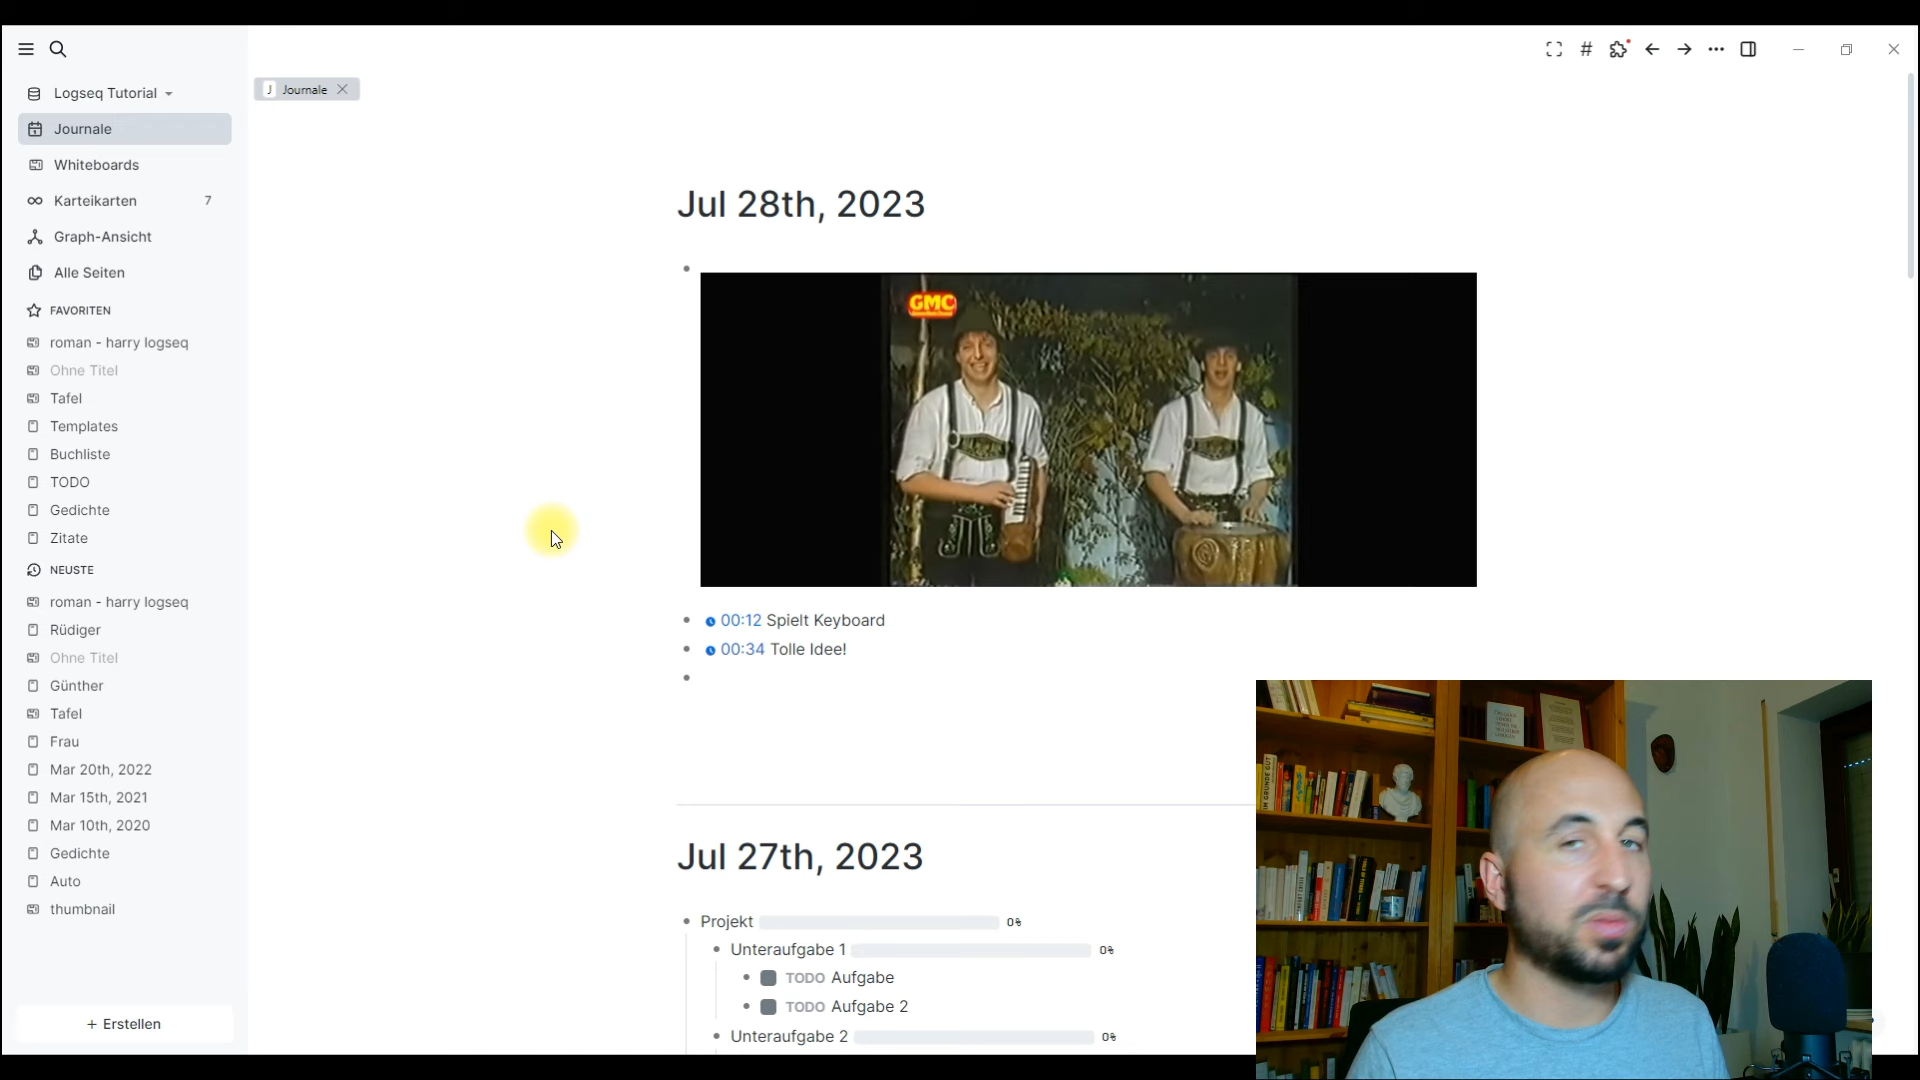 Logseq Tutorial
Journale
Whiteboards
Karteikarten 7
Graph-Ansicht
Alle Seiten
FAVORITEN
roman - harry logseq
Ohne Titel
Tafel
Templates
Buchliste
TODO
Gedichte
Zitate
NEUSTE
roman - harry logseq
Rüdiger
Ohne Titel
Günther
Tafel
Frau
Mar 20th, 2022
Mar 15th, 2021
Mar 10th, 2020
Gedichte
Auto
thumbnail
+ Erstellen
J Journale
Jul 28th, 2023
GMC
00:12 Spielt Keyboard
00:34 Tolle Idee!
Jul 27th, 2023
Projekt 0%
Unteraufgabe 1 0%
TODO Aufgabe
TODO Aufgabe 2
Unteraufgabe 2 0%
IM GRUNDE GUT